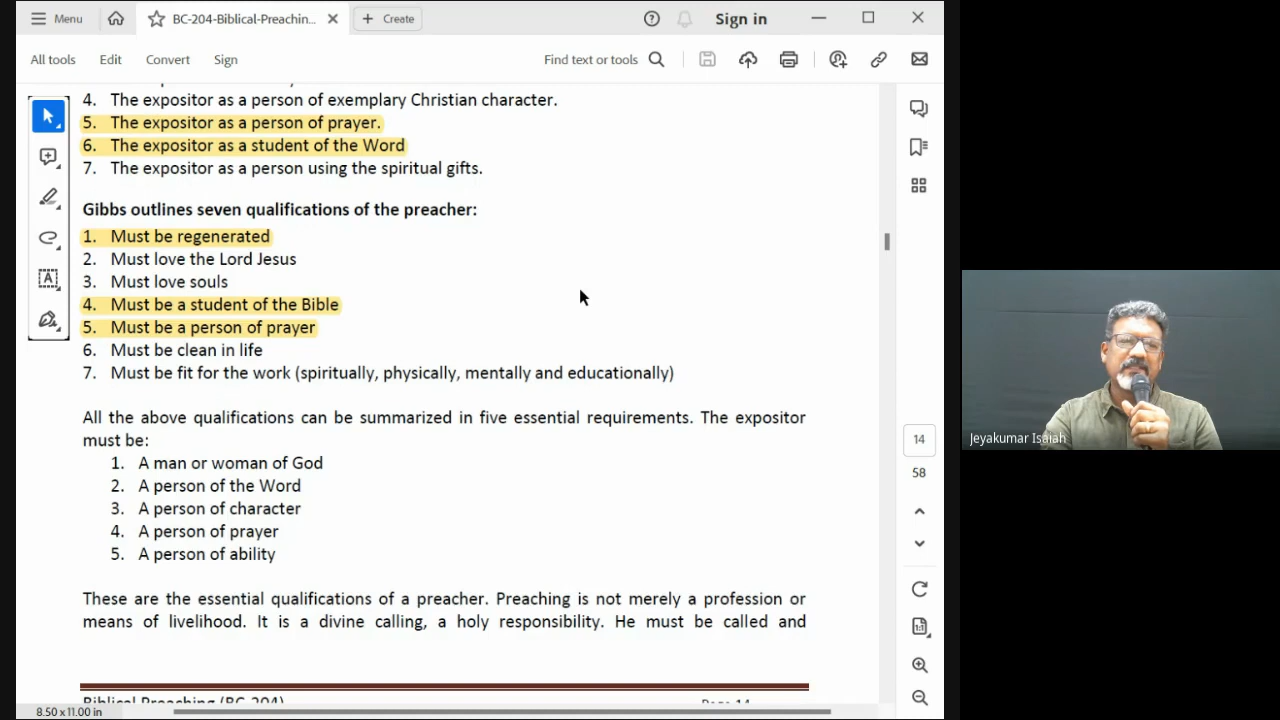 Menu
BC-204-Biblical-Preachin...
Create
Sign in
All tools
Edit
Convert
Sign
Find text or tools
4. The expositor as a person of exemplary Christian character.
5. The expositor as a person of prayer.
6. The expositor as a student of the Word
7. The expositor as a person using the spiritual gifts.
Gibbs outlines seven qualifications of the preacher:
1. Must be regenerated
2. Must love the Lord Jesus
3. Must love souls
4. Must be a student of the Bible
5. Must be a person of prayer
6. Must be clean in life
7. Must be fit for the work (spiritually, physically, mentally and educationally)
All the above qualifications can be summarized in five essential requirements. The expositor
must be:
1. A man or woman of God
2. A person of the Word
3. A person of character
4. A person of prayer
5. A person of ability
These are the essential qualifications of a preacher. Preaching is not merely a profession or
means of livelihood. It is a divine calling, a holy responsibility. He must be called and
Biblical Preaching (BC-204)
Page 14
8.50 x 11.00 in
14
58
Jeyakumar Isaiah